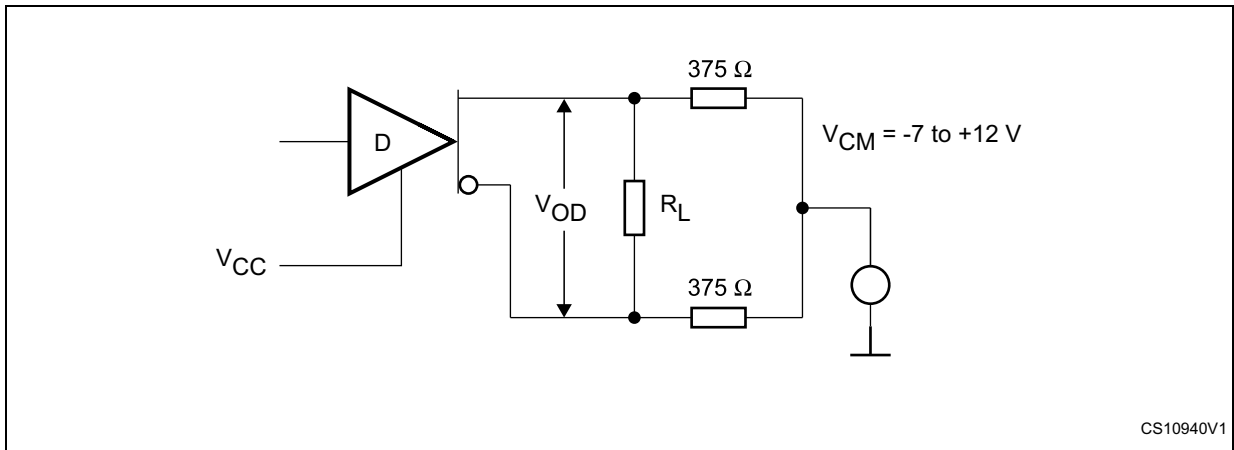 375 Ω
V_CM = -7 to +12 V
D
V_OD
R_L
V_CC
375 Ω
CS10940V1